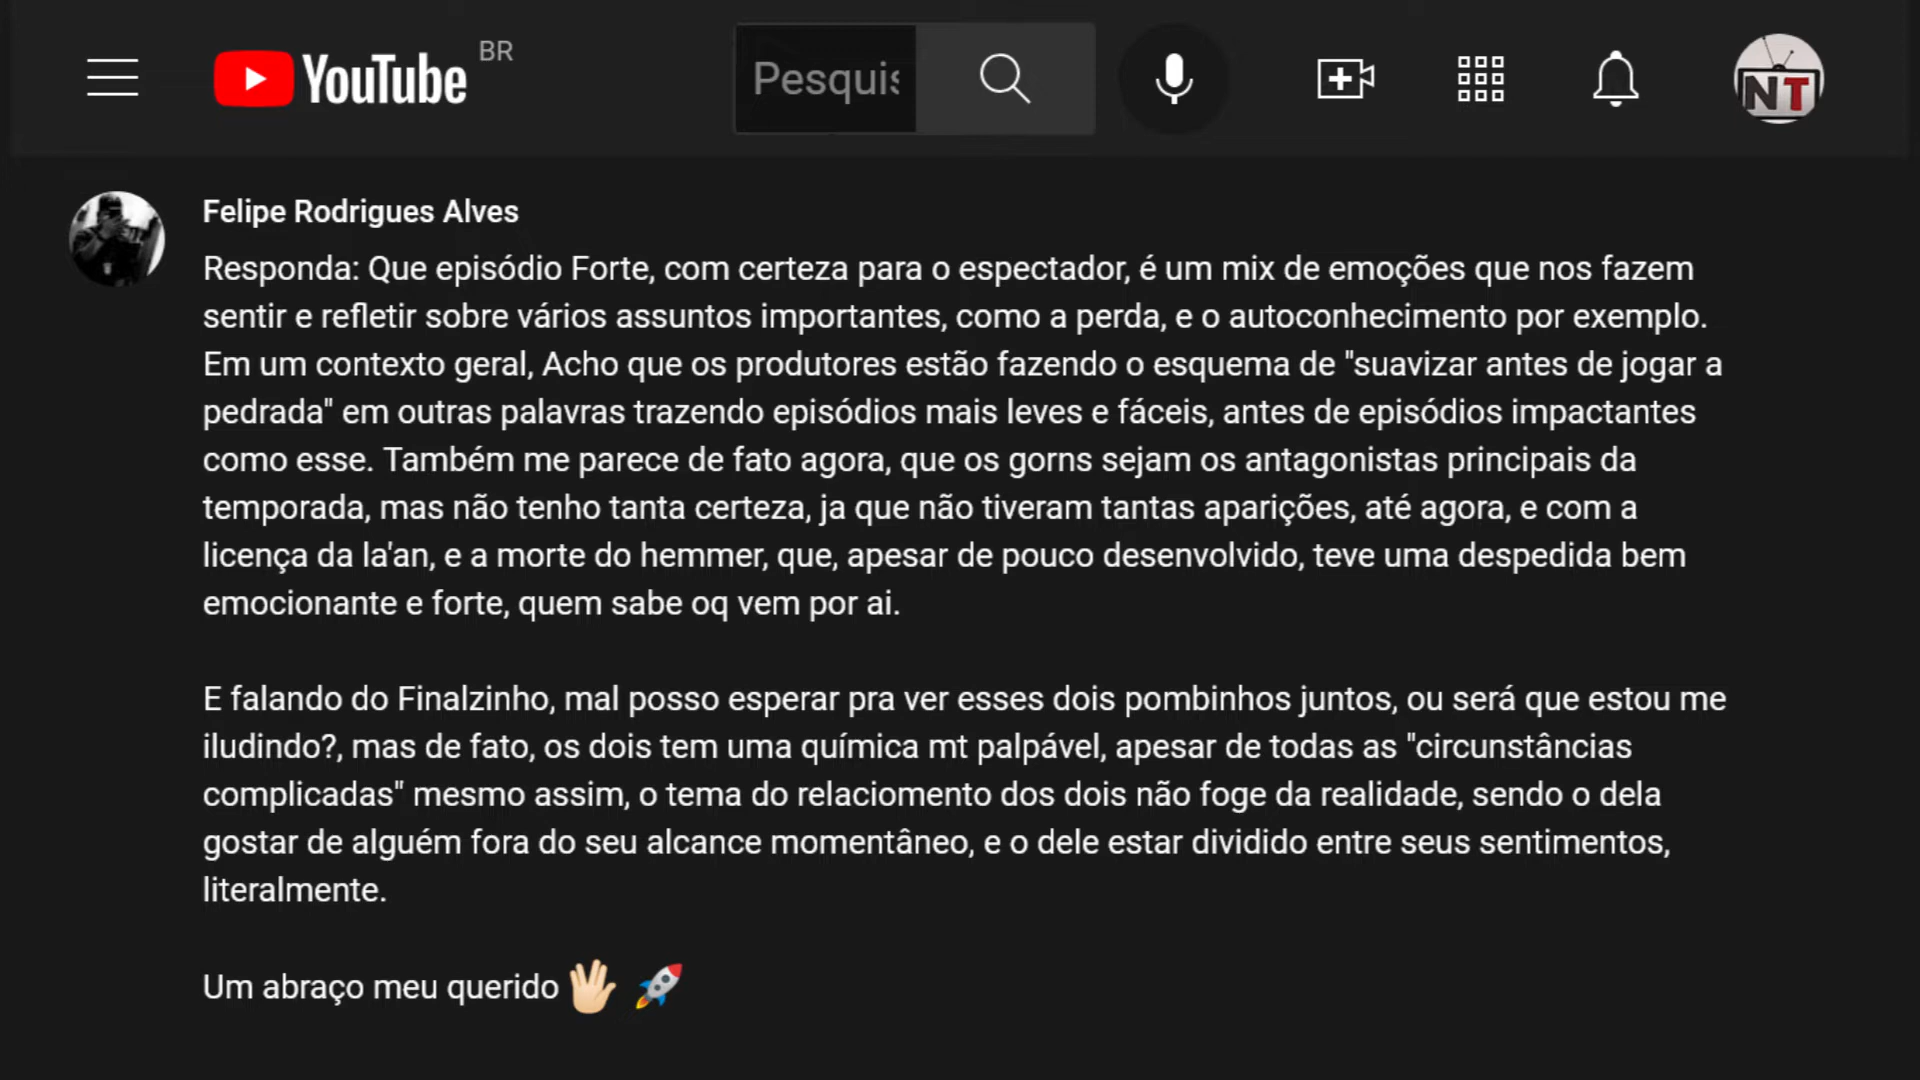 YouTube BR
Pesquis
NT
Felipe Rodrigues Alves
Responda: Que episódio Forte, com certeza para o espectador, é um mix de emoções que nos fazem
sentir e refletir sobre vários assuntos importantes, como a perda, e o autoconhecimento por exemplo.
Em um contexto geral, Acho que os produtores estão fazendo o esquema de "suavizar antes de jogar a
pedrada" em outras palavras trazendo episódios mais leves e fáceis, antes de episódios impactantes
como esse. Também me parece de fato agora, que os gorns sejam os antagonistas principais da
temporada, mas não tenho tanta certeza, ja que não tiveram tantas aparições, até agora, e com a
licença da la'an, e a morte do hemmer, que, apesar de pouco desenvolvido, teve uma despedida bem
emocionante e forte, quem sabe oq vem por ai.
E falando do Finalzinho, mal posso esperar pra ver esses dois pombinhos juntos, ou será que estou me
iludindo?, mas de fato, os dois tem uma química mt palpável, apesar de todas as "circunstâncias
complicadas" mesmo assim, o tema do relaciomento dos dois não foge da realidade, sendo o dela
gostar de alguém fora do seu alcance momentâneo, e o dele estar dividido entre seus sentimentos,
literalmente.
Um abraço meu querido 🖖🏻 🚀